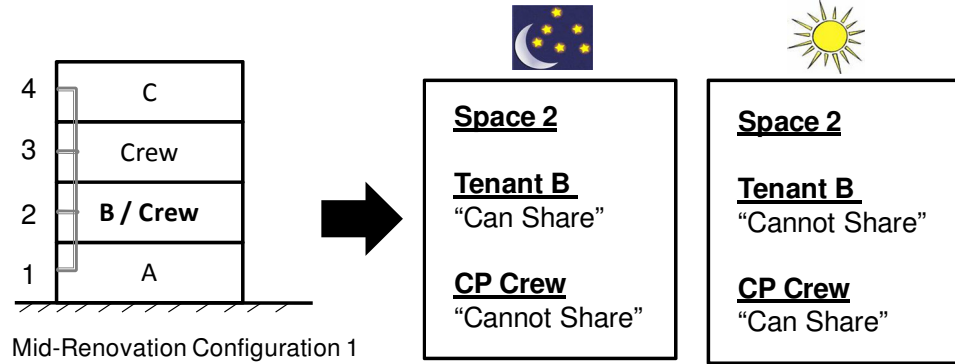 4
C
3
Crew
2
B / Crew
1
A
Mid-Renovation Configuration 1
Space 2
Tenant B
“Can Share”
CP Crew
“Cannot Share”
Space 2
Tenant B
“Cannot Share”
CP Crew
“Can Share”